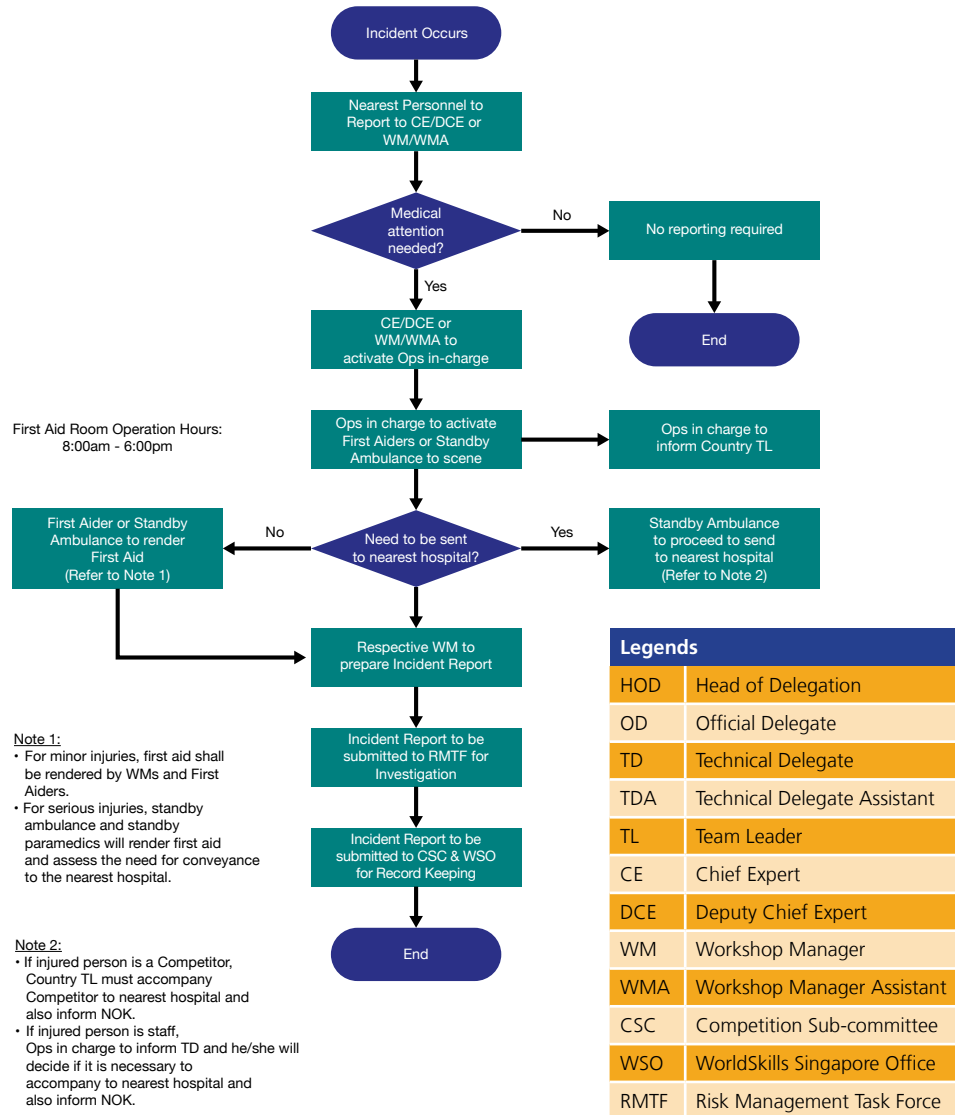 Incident Occurs
Nearest Personnel to
Report to CE/DCE or
WM/WMA
Medical
attention
needed?
No
No reporting required
End
Yes
CE/DCE or
WM/WMA to
activate Ops in-charge
First Aid Room Operation Hours:
8:00am - 6:00pm
Ops in charge to activate
First Aiders or Standby
Ambulance to scene
Ops in charge to
inform Country TL
Need to be sent
to nearest hospital?
No
First Aider or Standby
Ambulance to render
First Aid
(Refer to Note 1)
Yes
Standby Ambulance
to proceed to send
to nearest hospital
(Refer to Note 2)
Respective WM to
prepare Incident Report
Incident Report to be
submitted to RMTF for
Investigation
Incident Report to be
submitted to CSC & WSO
for Record Keeping
End
Note 1:
• For minor injuries, first aid shall
be rendered by WMs and First
Aiders.
• For serious injuries, standby
ambulance and standby
paramedics will render first aid
and assess the need for conveyance
to the nearest hospital.
Note 2:
• If injured person is a Competitor,
Country TL must accompany
Competitor to nearest hospital and
also inform NOK.
• If injured person is staff,
Ops in charge to inform TD and he/she will
decide if it is necessary to
accompany to nearest hospital and
also inform NOK.
Legends
HOD Head of Delegation
OD Official Delegate
TD Technical Delegate
TDA Technical Delegate Assistant
TL Team Leader
CE Chief Expert
DCE Deputy Chief Expert
WM Workshop Manager
WMA Workshop Manager Assistant
CSC Competition Sub-committee
WSO WorldSkills Singapore Office
RMTF Risk Management Task Force